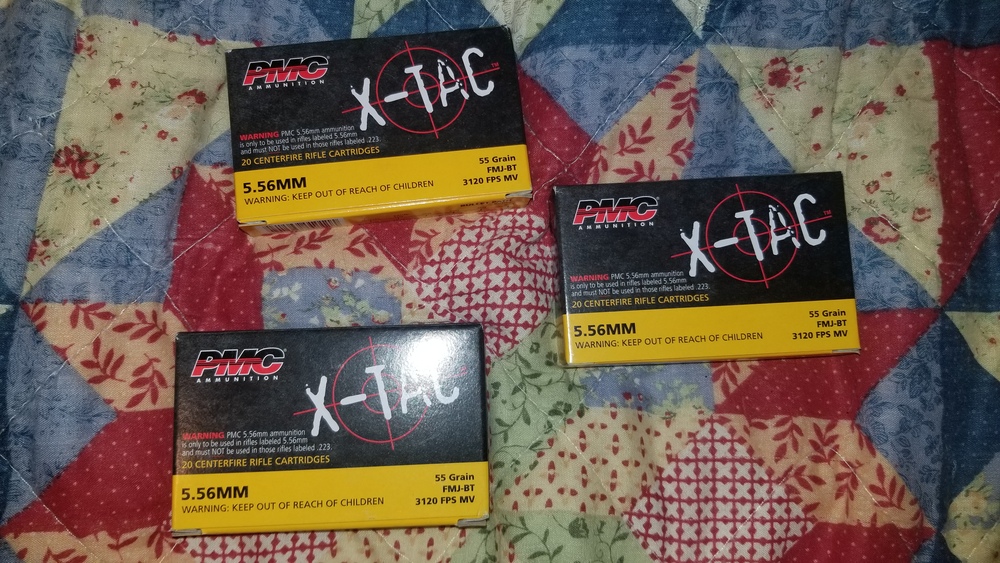 PMC
AMMUNITION
X-TAC™
WARNING PMC 5.56mm ammunition
is only to be used in rifles labeled 5.56mm
and must NOT be used in those rifles labeled .223.
20 CENTERFIRE RIFLE CARTRIDGES
5.56MM
WARNING: KEEP OUT OF REACH OF CHILDREN
55 Grain
FMJ-BT
3120 FPS MV
PMC
AMMUNITION
X-TAC™
WARNING PMC 5.56mm ammunition
is only to be used in rifles labeled 5.56mm
and must NOT be used in those rifles labeled .223.
20 CENTERFIRE RIFLE CARTRIDGES
5.56MM
WARNING: KEEP OUT OF REACH OF CHILDREN
55 Grain
FMJ-BT
3120 FPS MV
PMC
AMMUNITION
X-TAC
WARNING PMC 5.56mm ammunition
is only to be used in rifles labeled 5.56mm
and must NOT be used in those rifles labeled .223.
20 CENTERFIRE RIFLE CARTRIDGES
5.56MM
WARNING: KEEP OUT OF REACH OF CHILDREN
55 Grain
FMJ-BT
3120 FPS MV